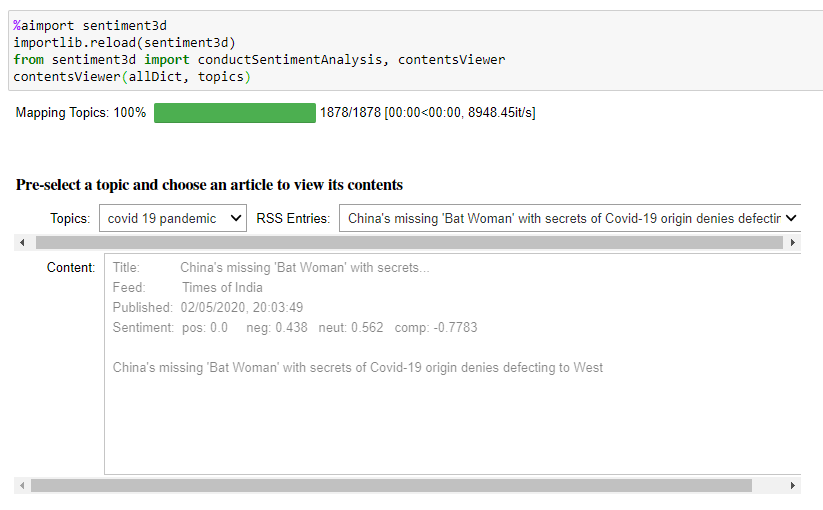 %aimport sentiment3d
importlib.reload(sentiment3d)
from sentiment3d import conductSentimentAnalysis, contentsViewer
contentsViewer(allDict, topics)
Mapping Topics: 100% 1878/1878 [00:00<00:00, 8948.45it/s]
Pre-select a topic and choose an article to view its contents
Topics: covid 19 pandemic RSS Entries: China's missing 'Bat Woman' with secrets of Covid-19 origin denies defectin
Content: Title: China's missing 'Bat Woman' with secrets...
Feed: Times of India
Published: 02/05/2020, 20:03:49
Sentiment: pos: 0.0 neg: 0.438 neut: 0.562 comp: -0.7783
China's missing 'Bat Woman' with secrets of Covid-19 origin denies defecting to West